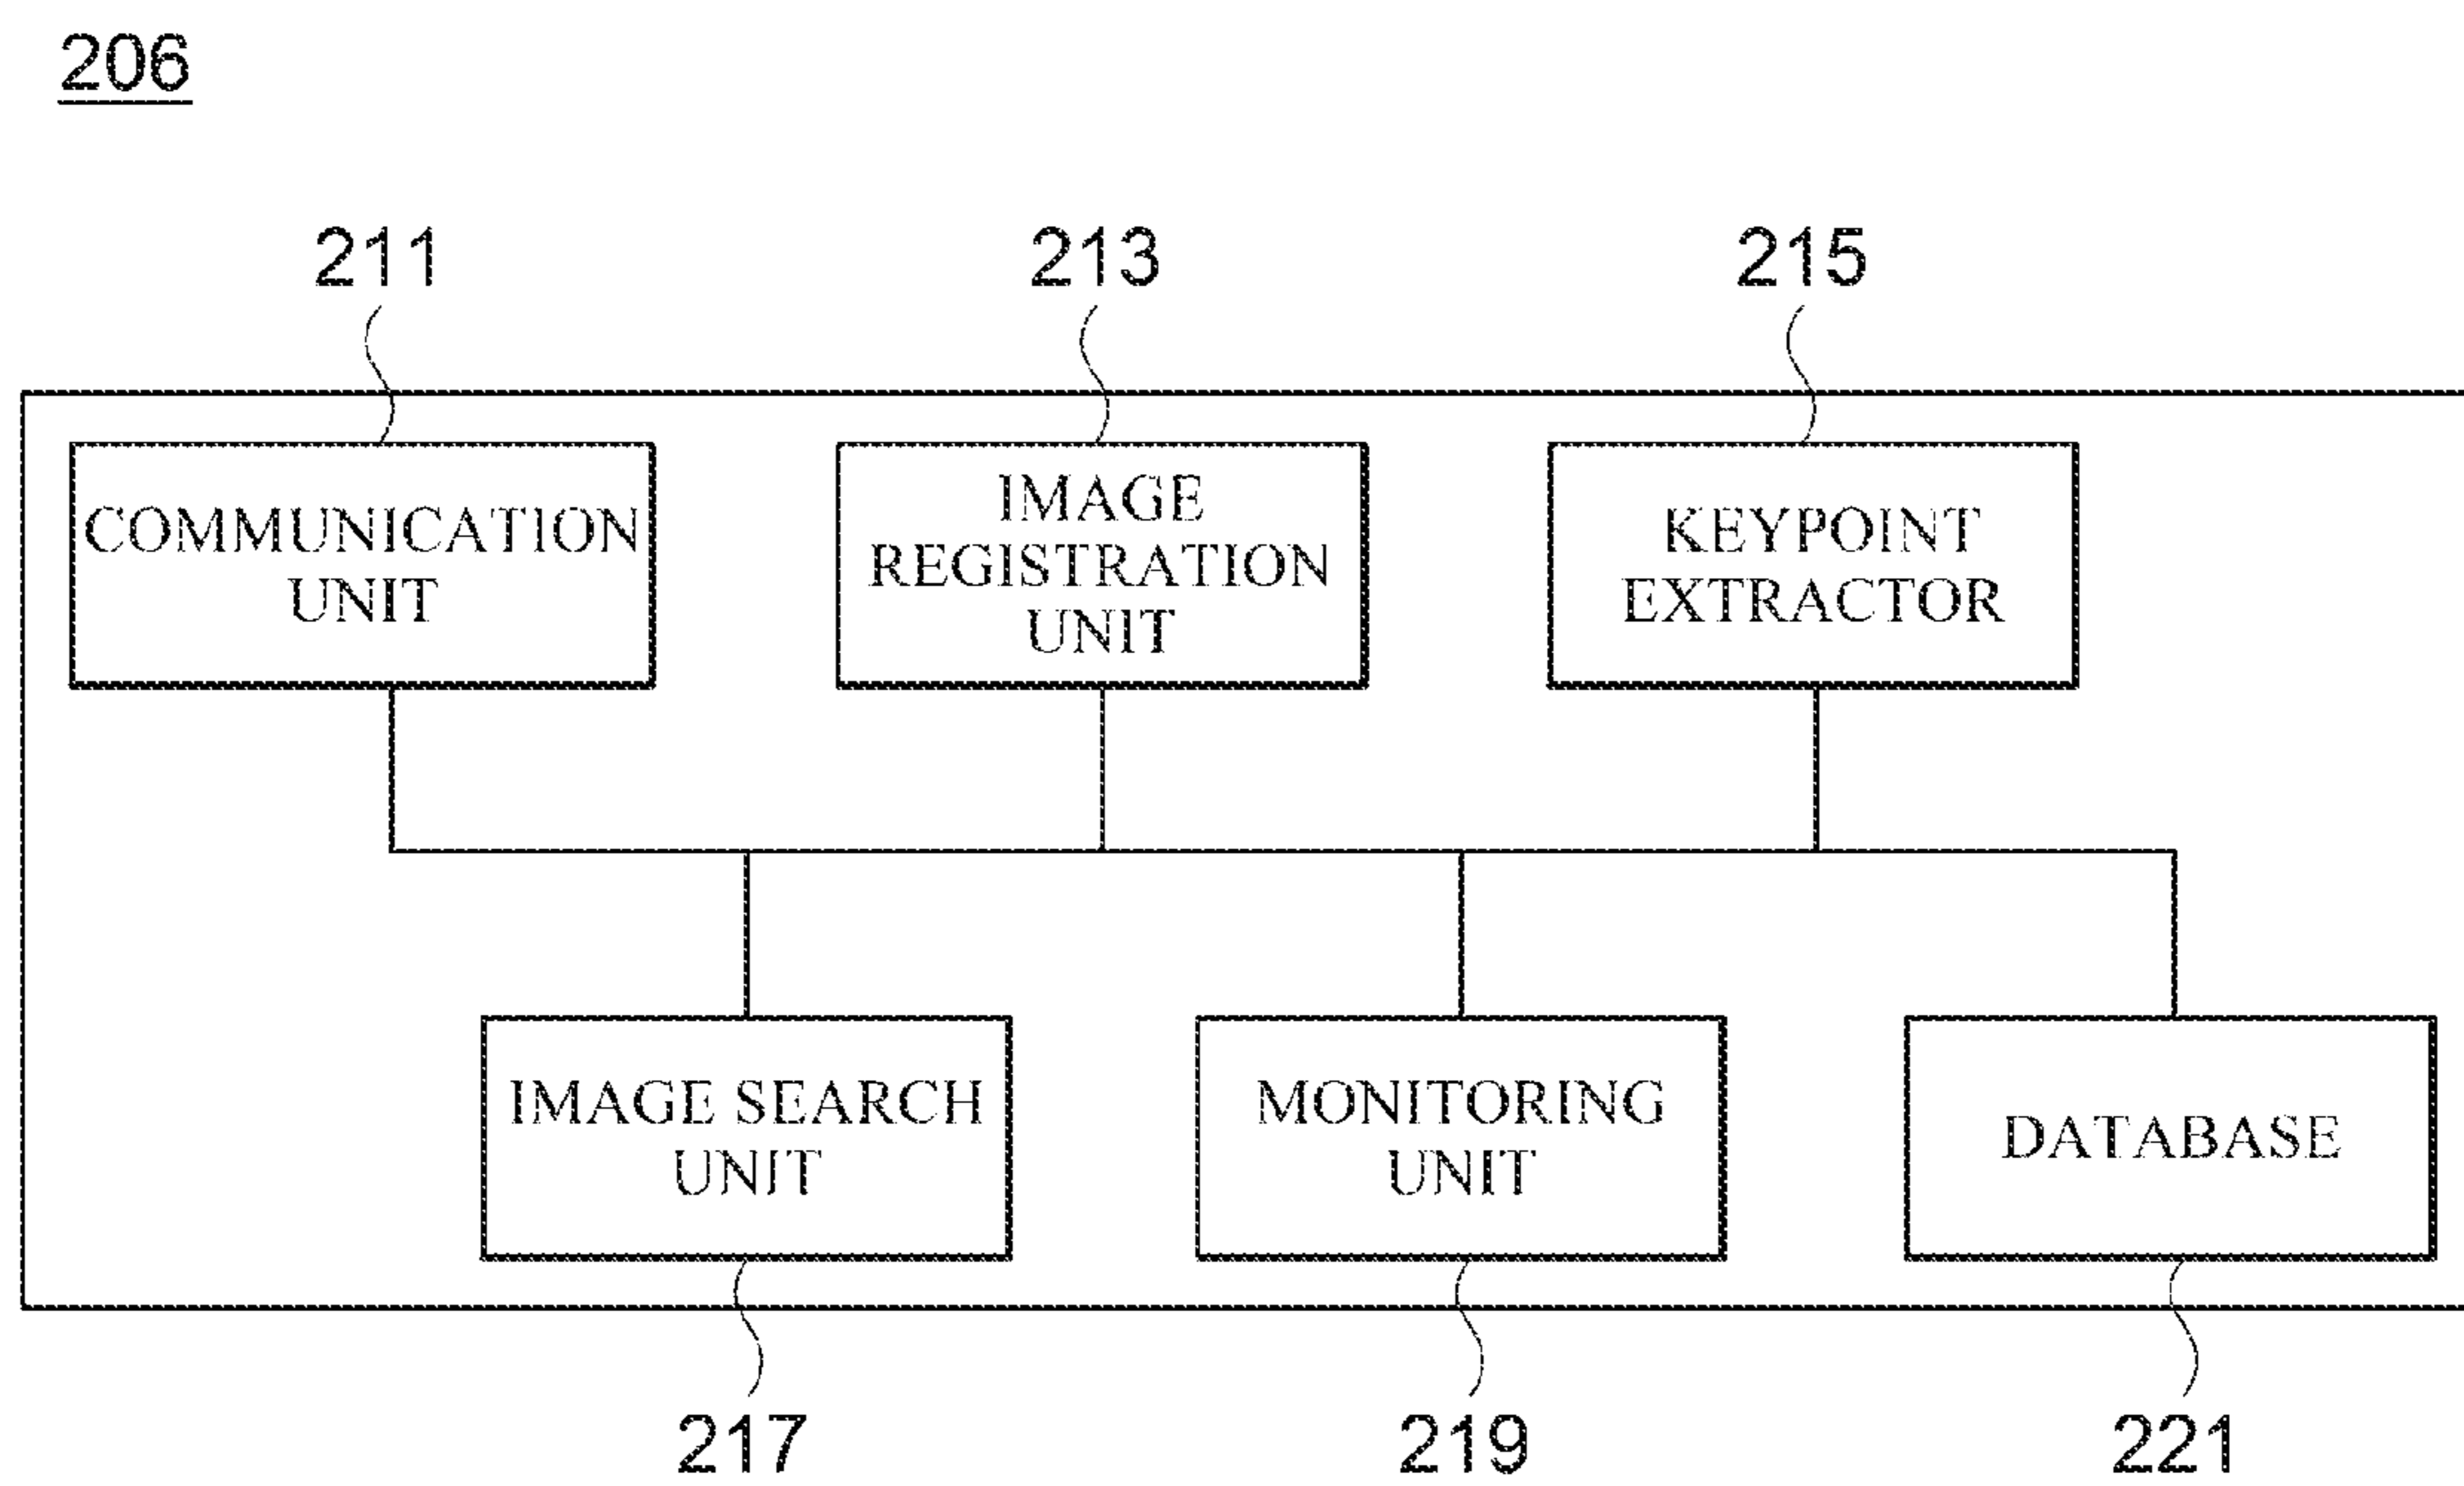 206
211
213
215
COMMUNICATION
UNIT
IMAGE
REGISTRATION
UNIT
KEYPOINT
EXTRACTOR
IMAGE SEARCH
UNIT
MONITORING
UNIT
DATABASE
217
219
221